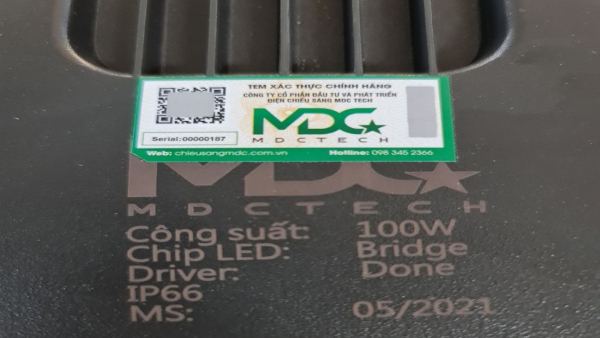 TEM XÁC THỰC CHÍNH HÃNG
CÔNG TY CỔ PHẦN ĐẦU TƯ VÀ PHÁT TRIỂN
ĐIỆN CHIẾU SÁNG MDC TECH
MDC
MDCTECH
Serial:00000187
Web: chieusangmdc.com.vn Hotline: 098 345 2366
MDC
MDCTECH
Công suất: 100W
Chip LED: Bridge
Driver: Done
IP66
MS: 05/2021